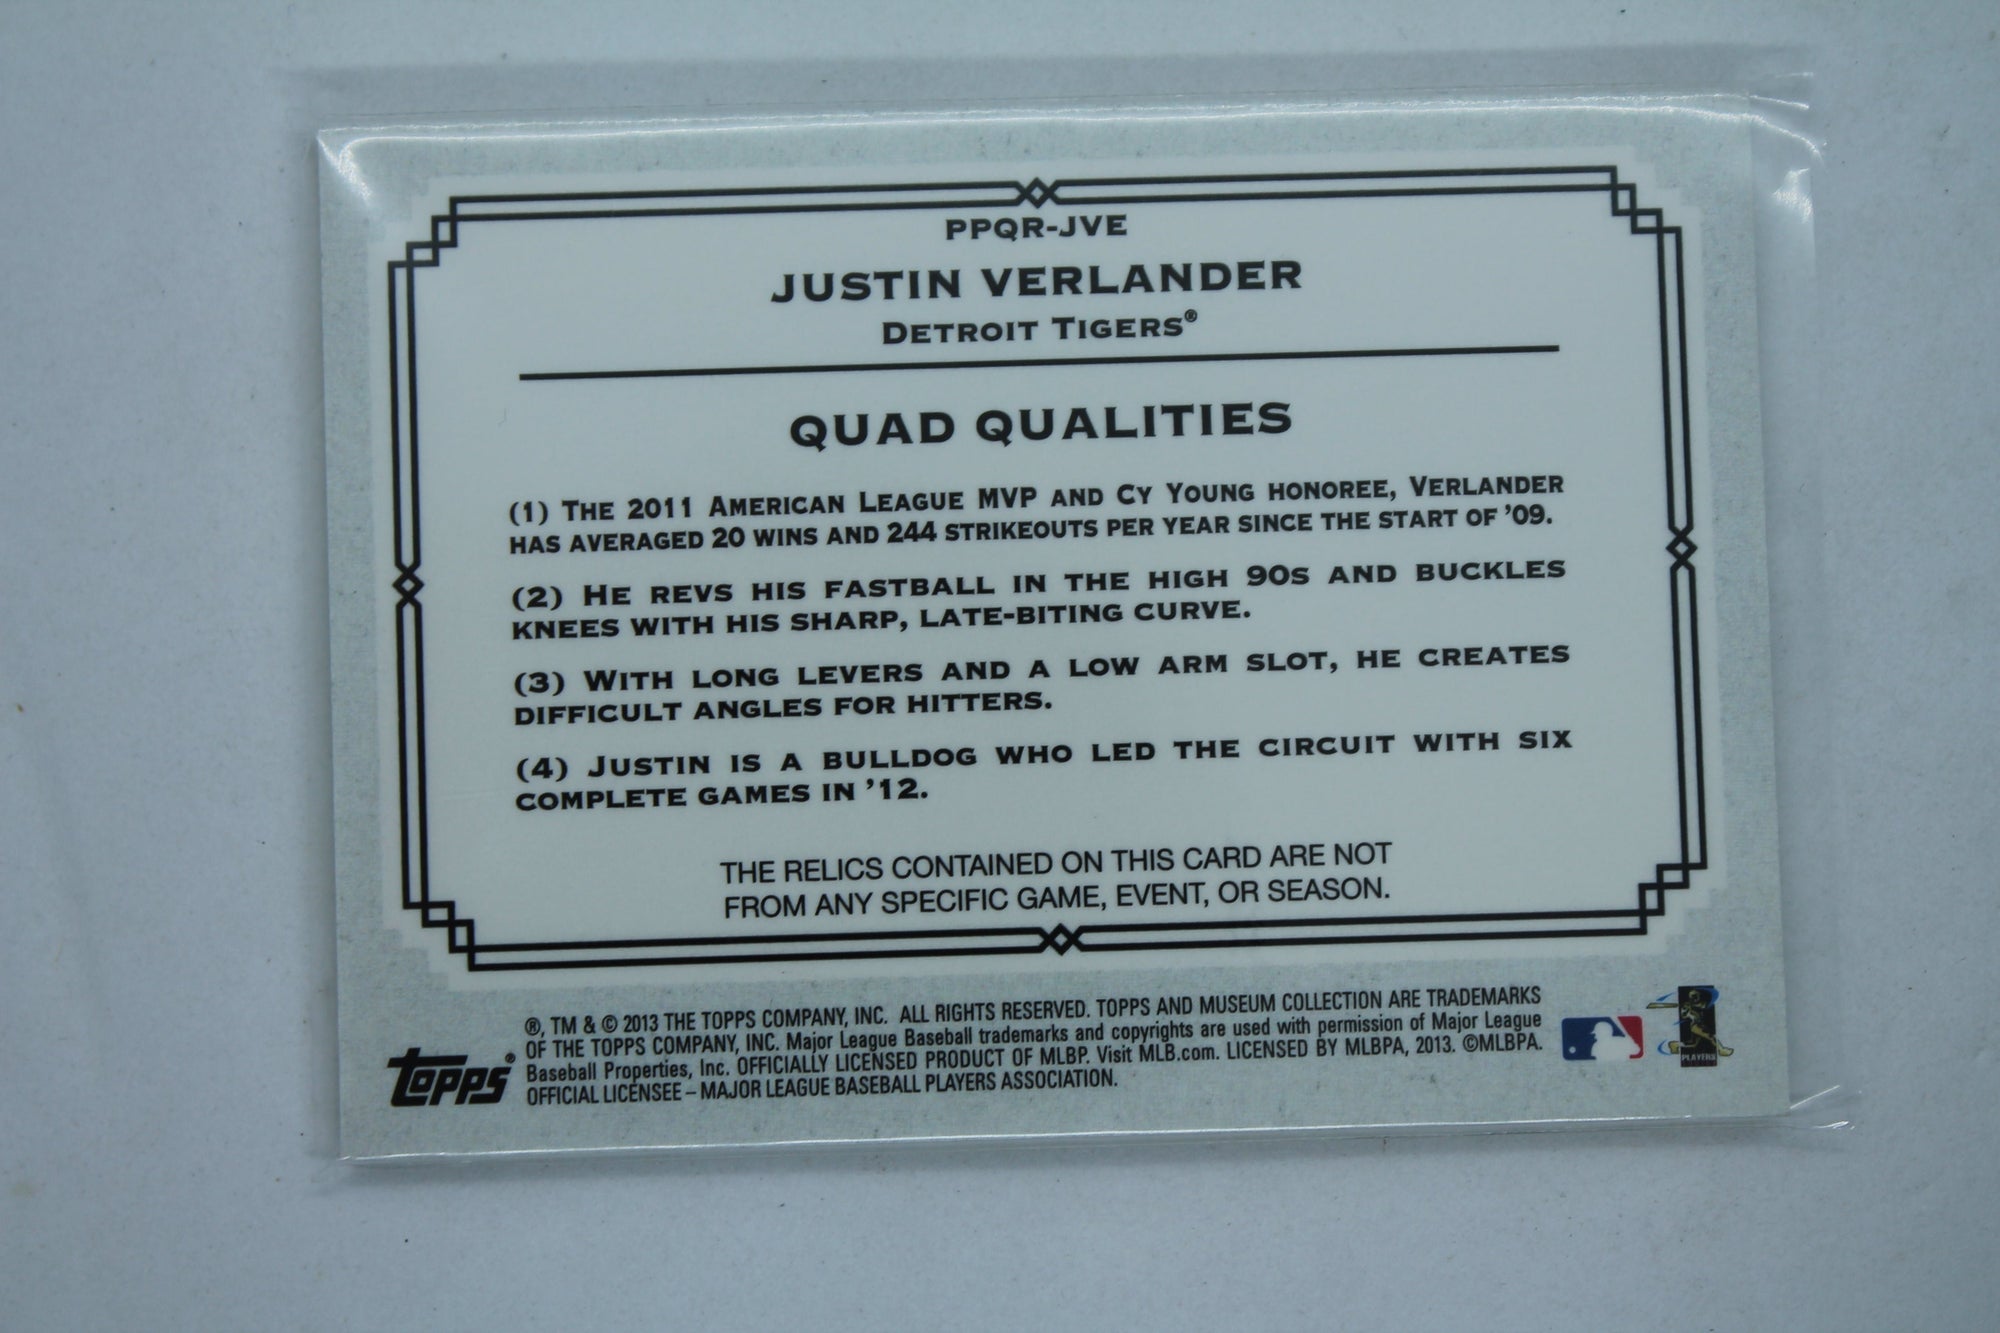 PPQR-JVE
JUSTIN VERLANDER
DETROIT TIGERS®
QUAD QUALITIES
(1) THE 2011 AMERICAN LEAGUE MVP AND CY YOUNG HONOREE, VERLANDER
HAS AVERAGED 20 WINS AND 244 STRIKEOUTS PER YEAR SINCE THE START OF '09.
(2) HE REVS HIS FASTBALL IN THE HIGH 90S AND BUCKLES
KNEES WITH HIS SHARP, LATE-BITING CURVE.
(3) WITH LONG LEVERS AND A LOW ARM SLOT, HE CREATES
DIFFICULT ANGLES FOR HITTERS.
(4) JUSTIN IS A BULLDOG WHO LED THE CIRCUIT WITH SIX
COMPLETE GAMES IN '12.
THE RELICS CONTAINED ON THIS CARD ARE NOT
FROM ANY SPECIFIC GAME, EVENT, OR SEASON.
®, TM & © 2013 THE TOPPS COMPANY, INC. ALL RIGHTS RESERVED. TOPPS AND MUSEUM COLLECTION ARE TRADEMARKS
OF THE TOPPS COMPANY, INC. Major League Baseball trademarks and copyrights are used with permission of Major League
Baseball Properties, Inc. OFFICIALLY LICENSED PRODUCT OF MLBP. Visit MLB.com. LICENSED BY MLBPA, 2013. ©MLBPA.
OFFICIAL LICENSEE – MAJOR LEAGUE BASEBALL PLAYERS ASSOCIATION.
Topps®
PLAYERS